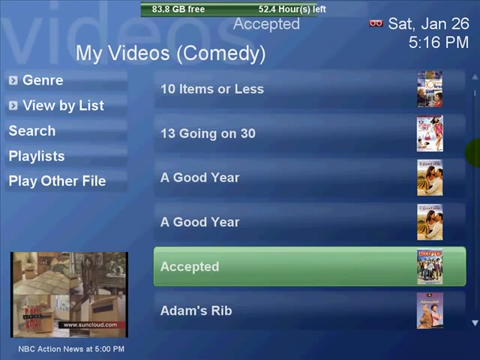 83.8 GB free
52.4 Hour(s) left
videos
Accepted
Sat, Jan 26
5:16 PM
My Videos (Comedy)
Genre
View by List
Search
Playlists
Play Other File
10 Items or Less
13 Going on 30
A Good Year
A Good Year
Accepted
Adam's Rib
www.suncloud.com
NBC Action News at 5:00 PM